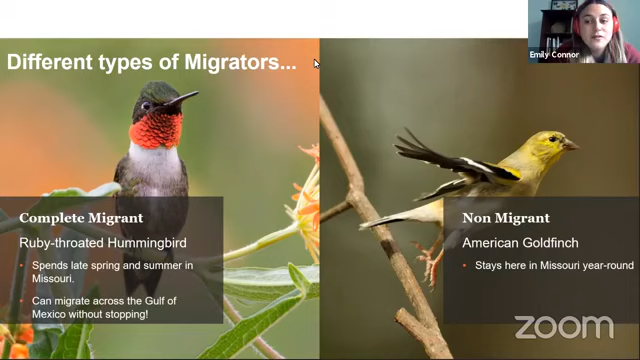 Emily Connor
Different types of Migrators...
Complete Migrant
Ruby-throated Hummingbird
• Spends late spring and summer in
Missouri.
• Can migrate across the Gulf of
Mexico without stopping!
Non Migrant
American Goldfinch
• Stays here in Missouri year-round
zoom